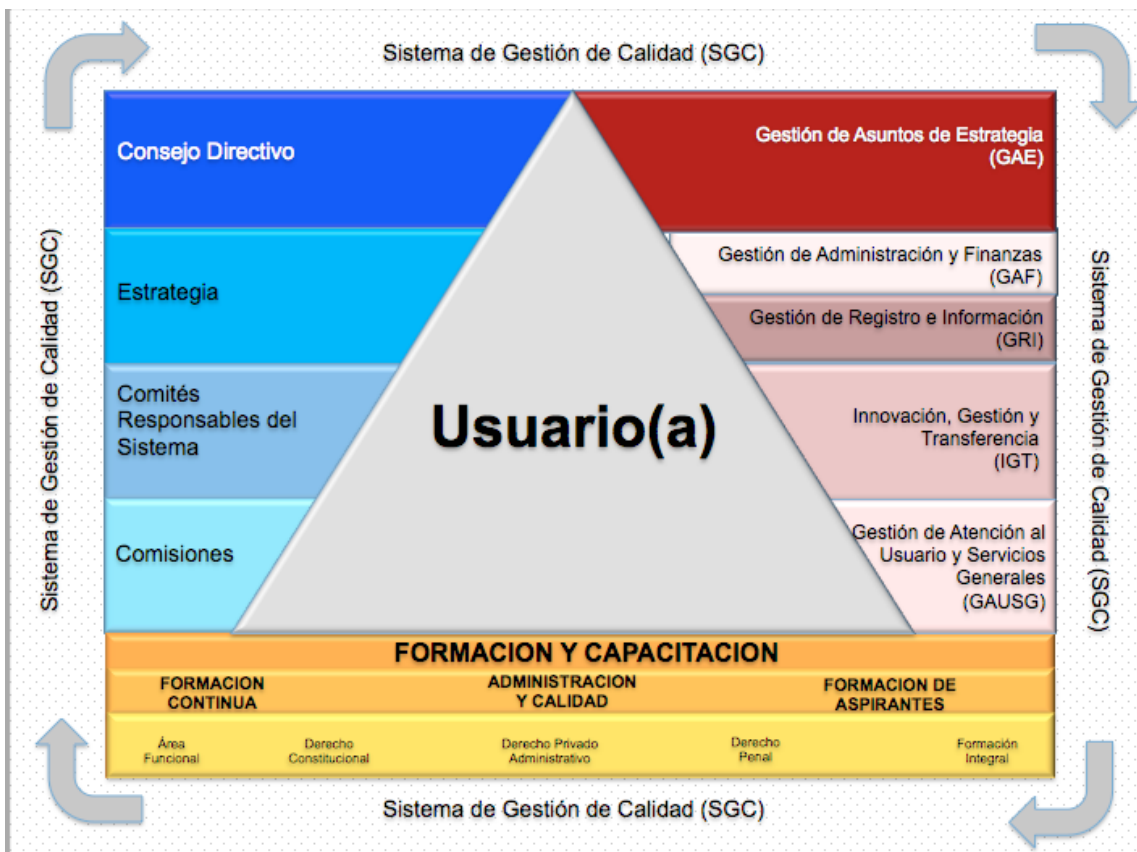 Sistema de Gestión de Calidad (SGC)
Sistema de Gestión de Calidad (SGC)
Consejo Directivo
Estrategia
Comités
Responsables del
Sistema
Comisiones
Usuario(a)
Gestión de Asuntos de Estrategia
(GAE)
Gestión de Administración y Finanzas
(GAF)
Gestión de Registro e Información
(GRI)
Innovación, Gestión y
Transferencia
(IGT)
Gestión de Atención al
Usuario y Servicios
Generales
(GAUSG)
Sistema de Gestión de Calidad (SGC)
FORMACION Y CAPACITACION
FORMACION
CONTINUA
ADMINISTRACION
Y CALIDAD
FORMACION DE
ASPIRANTES
Área
Funcional
Derecho
Constitucional
Derecho Privado
Administrativo
Derecho
Penal
Formación
Integral
Sistema de Gestión de Calidad (SGC)